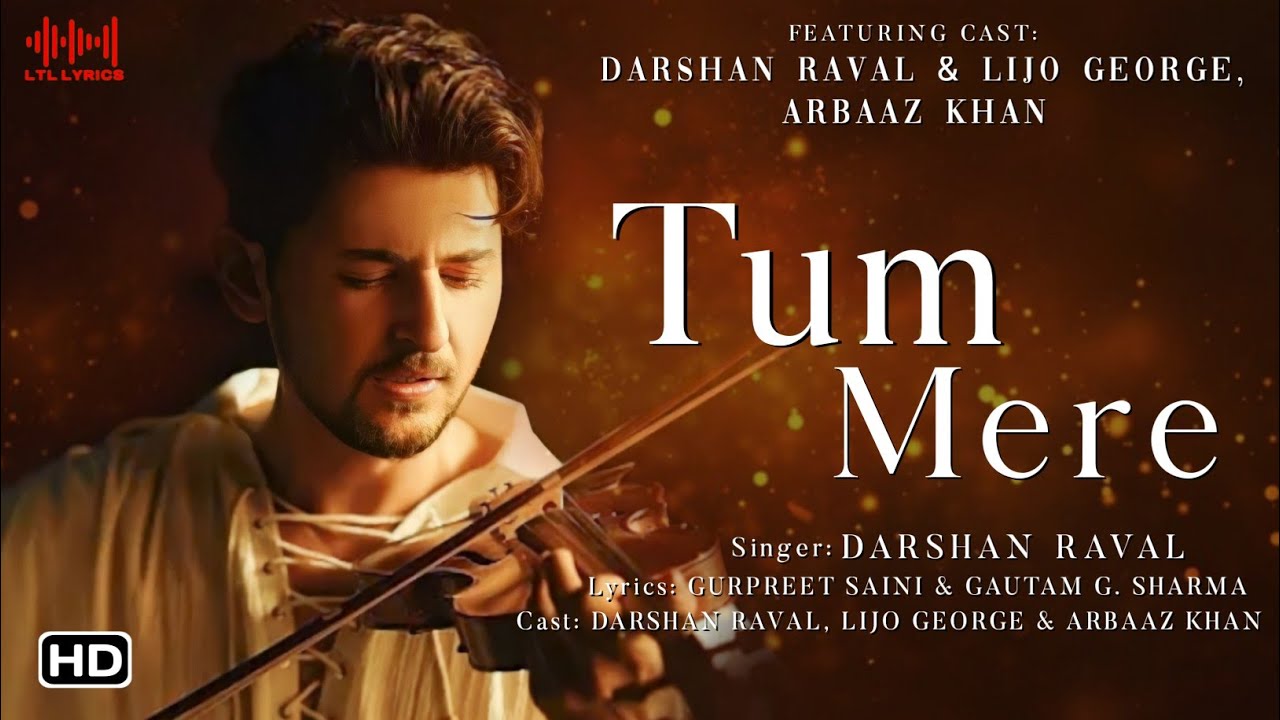 LTL LYRICS
FEATURING CAST:
DARSHAN RAVAL & LIJO GEORGE,
ARBAAZ KHAN
Tum
Mere
Singer: DARSHAN RAVAL
Lyrics: GURPREET SAINI & GAUTAM G. SHARMA
Cast: DARSHAN RAVAL, LIJO GEORGE & ARBAAZ KHAN
HD